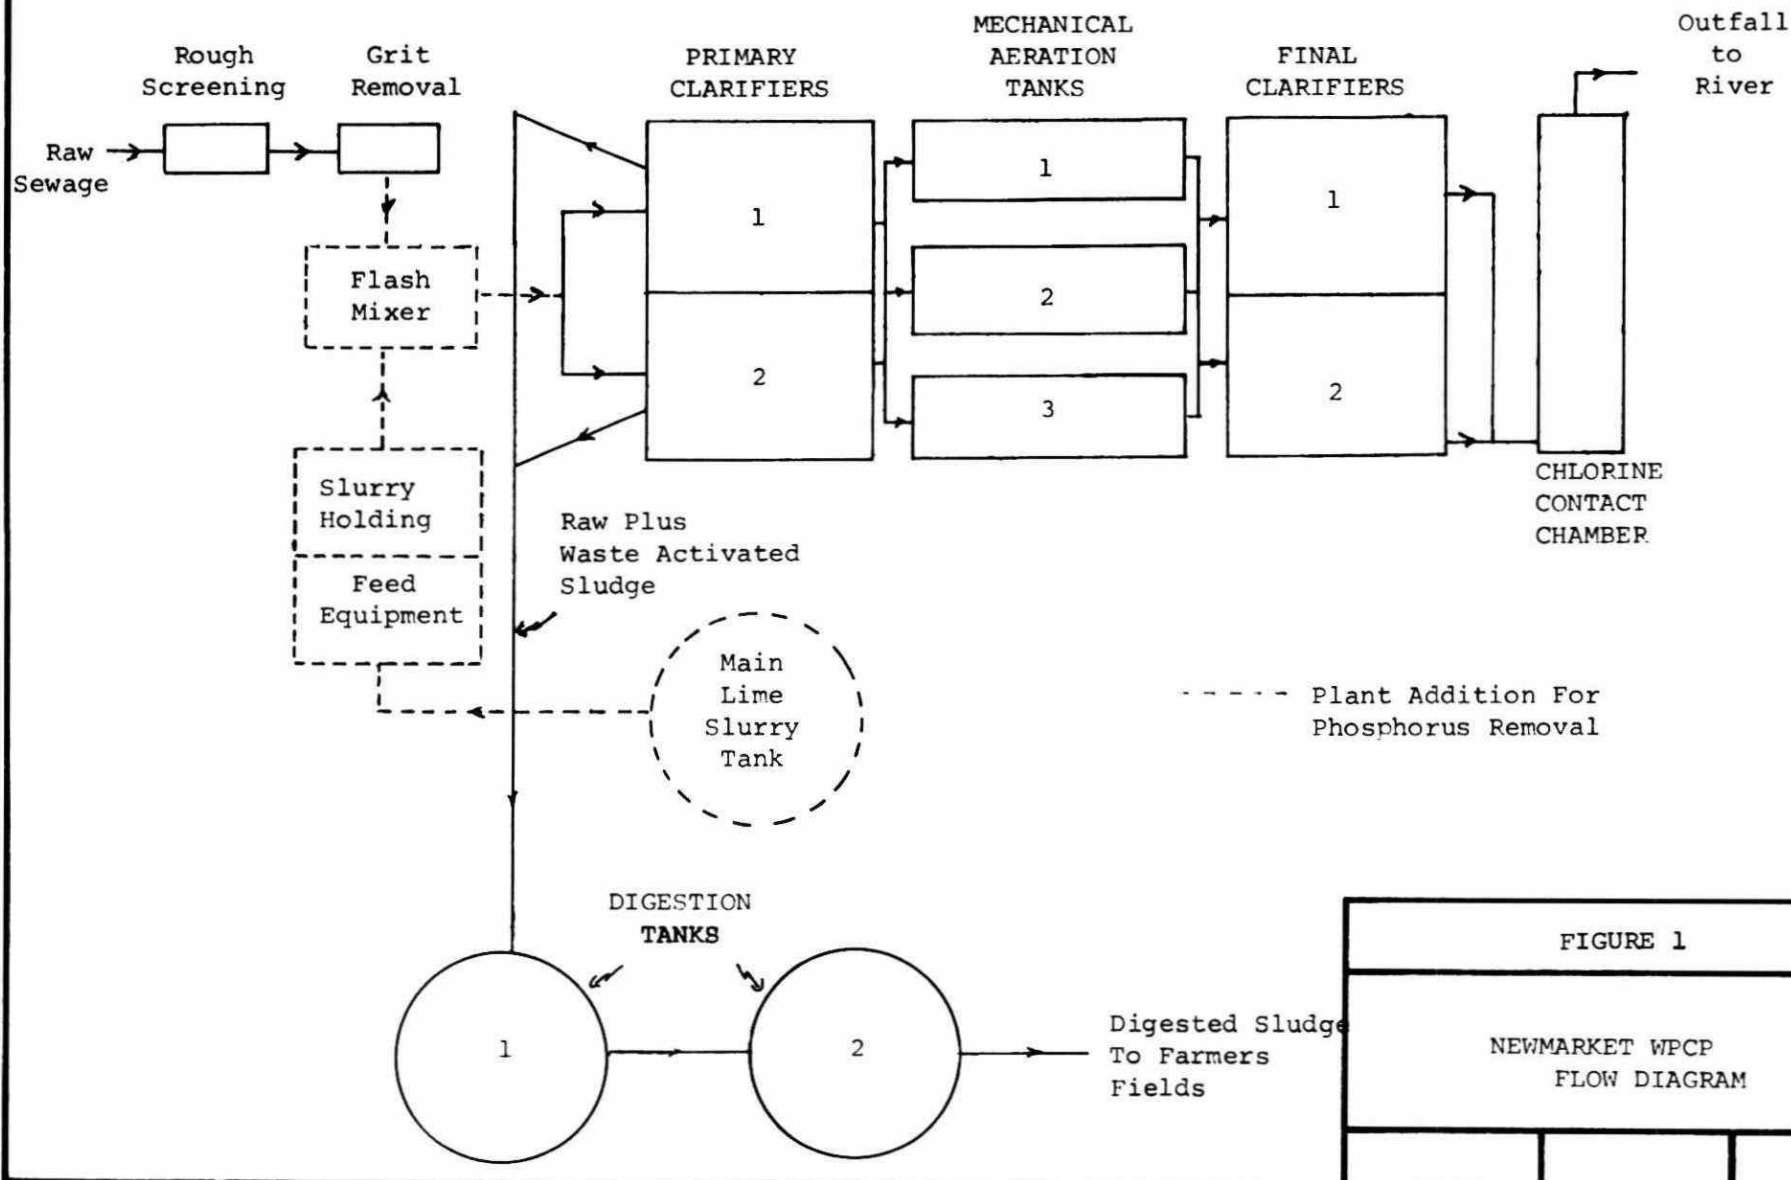 Rough
Screening
Grit
Removal
PRIMARY
CLARIFIERS
MECHANICAL
AERATION
TANKS
FINAL
CLARIFIERS
Outfall
to
River
Raw
Sewage
1
2
1
2
3
1
2
Flash
Mixer
Slurry
Holding
Feed
Equipment
CHLORINE
CONTACT
CHAMBER
Raw Plus
Waste Activated
Sludge
Main
Lime
Slurry
Tank
Plant Addition For
Phosphorus Removal
DIGESTION
TANKS
1
2
Digested Sludge
To Farmers
Fields
FIGURE 1
NEWMARKET WPCP
FLOW DIAGRAM